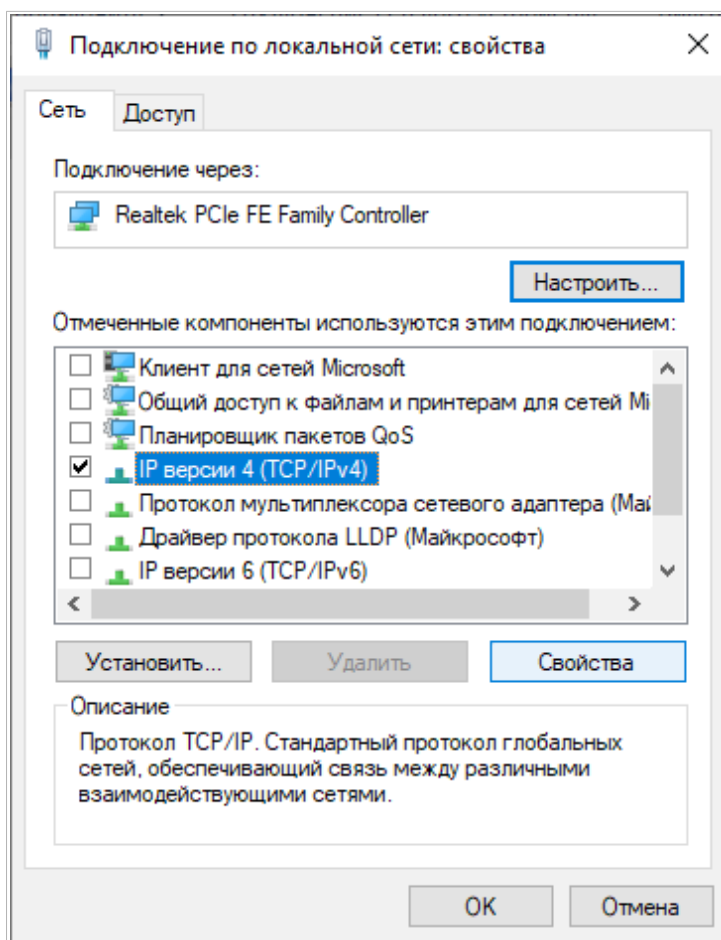 Подключение по локальной сети: свойства
Сеть
Доступ
Подключение через:
Realtek PCIe FE Family Controller
Настроить...
Отмеченные компоненты используются этим подключением:
Клиент для сетей Microsoft
Общий доступ к файлам и принтерам для сетей Mi
Планировщик пакетов QoS
IP версии 4 (TCP/IPv4)
Протокол мультиплексора сетевого адаптера (Май
Драйвер протокола LLDP (Майкрософт)
IP версии 6 (TCP/IPv6)
Установить...
Удалить
Свойства
Описание
Протокол TCP/IP. Стандартный протокол глобальных
сетей, обеспечивающий связь между различными
взаимодействующими сетями.
OK
Отмена